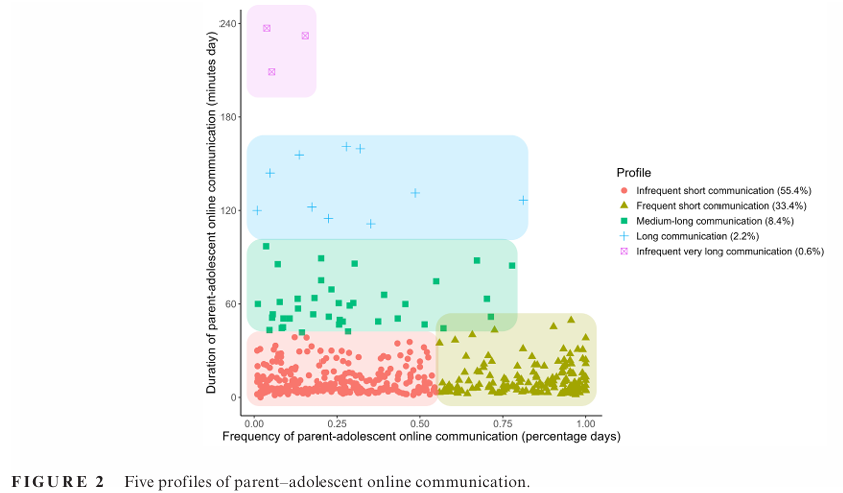 Duration of parent-adolescent online communication (minutes day)
240
180
120
60
0
0.00 0.25 0.50 0.75 1.00
Frequency of parent-adolescent online communication (percentage days)
Profile
Infrequent short communication (55.4%)
Frequent short communication (33.4%)
Medium-long communication (8.4%)
Long communication (2.2%)
Infrequent very long communication (0.6%)
FIGURE 2 Five profiles of parent–adolescent online communication.